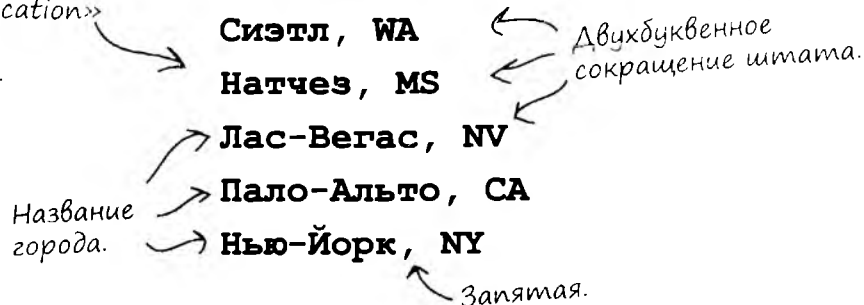 cation»
Сиэтл, WA
Натчез, MS
Лас-Вегас, NV
Пало-Альто, CA
Нью-Йорк, NY
Двухбуквенное
сокращение штата.
Название
города.
Запятая.